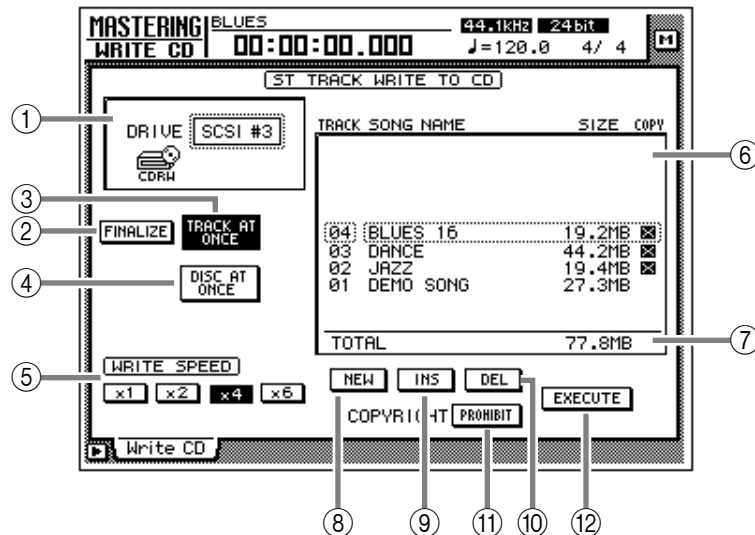 MASTERING BLUES 44.1kHz 24bit
WRITE CD 00:00:00.000 ♩=120.0 4/ 4 M
ST TRACK WRITE TO CD
① DRIVE SCSI #3
CDRW
TRACK SONG NAME SIZE COPY
⑥
③
② FINALIZE TRACK AT ONCE
04 BLUES 16 19.2MB
03 DANCE 44.2MB
02 JAZZ 19.4MB
01 DEMO SONG 27.3MB
④ DISC AT ONCE
TOTAL 77.8MB ⑦
⑤ WRITE SPEED
x1 x2 x4 x6
NEW INS DEL EXECUTE
COPYRIGHT PROHIBIT
Write CD
⑧ ⑨ ⑪ ⑩ ⑫